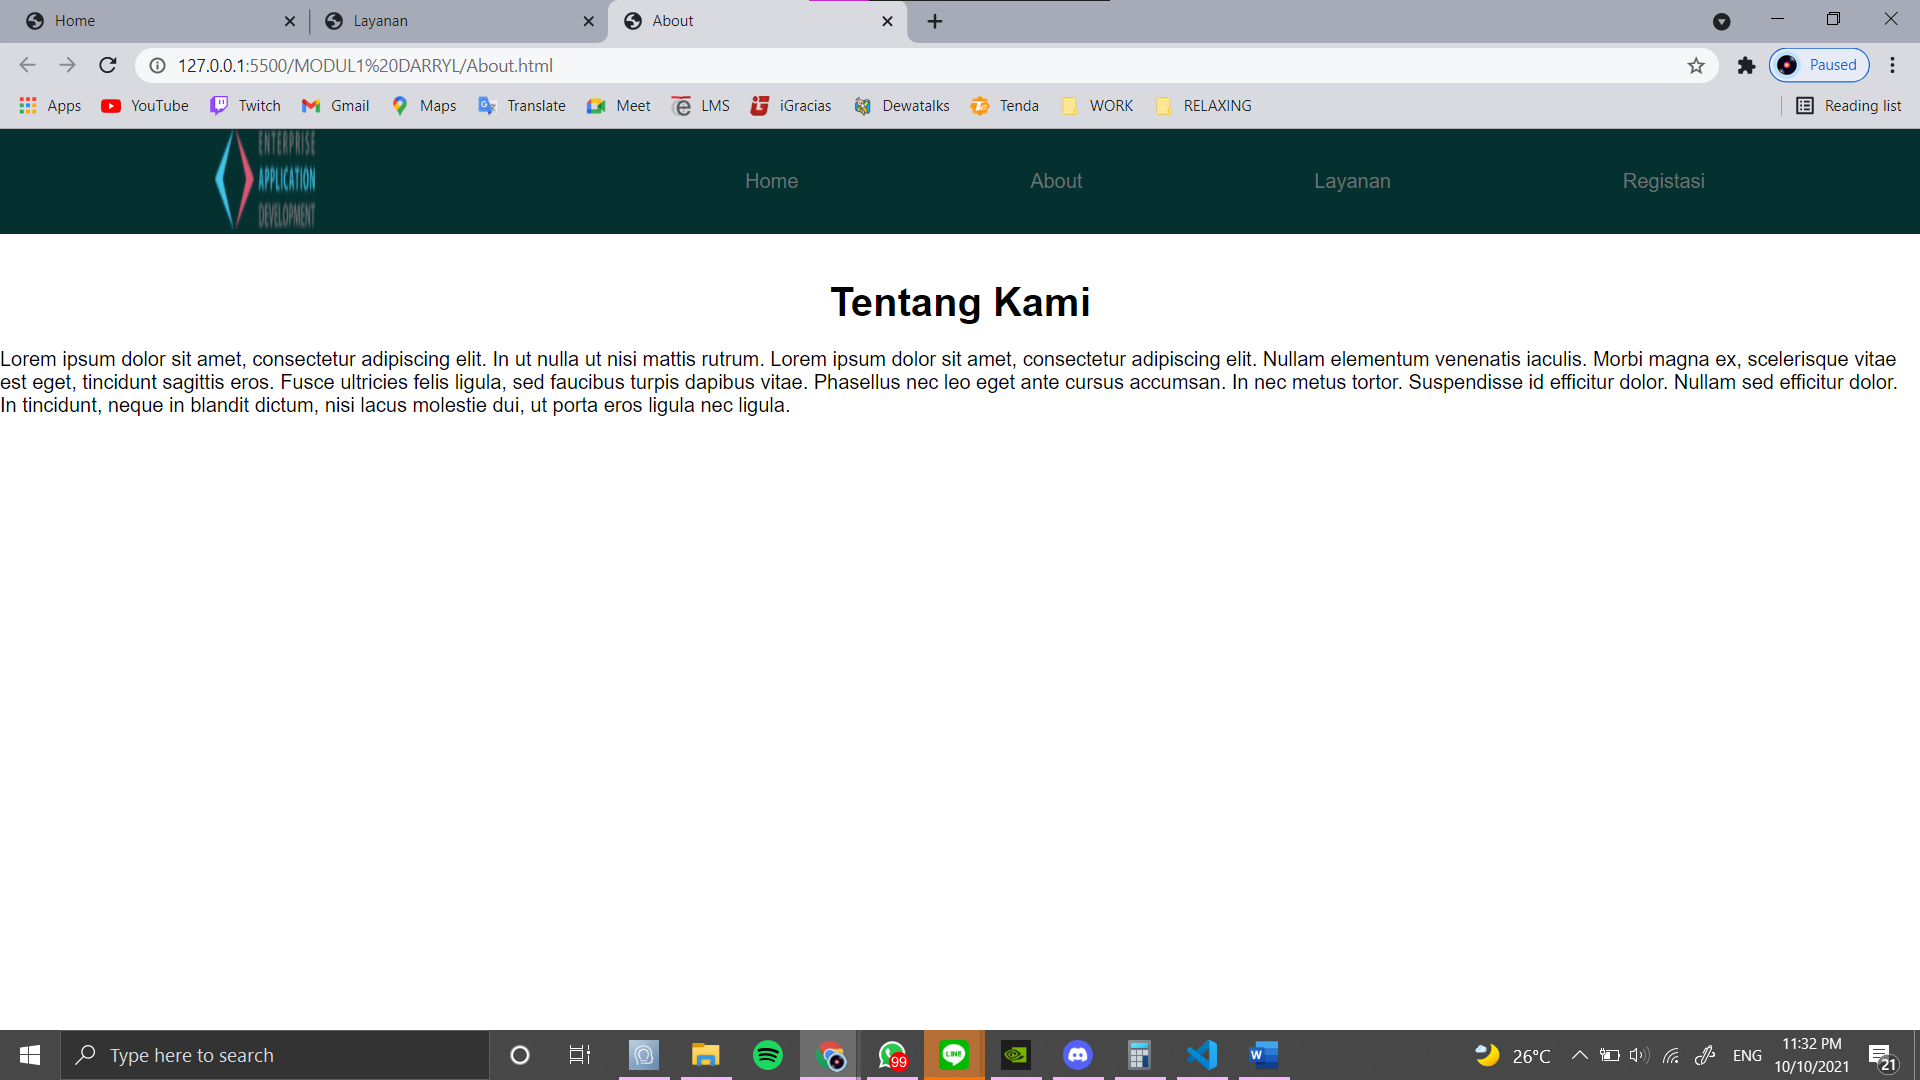 Home
Layanan
About
127.0.0.1:5500/MODUL1%20DARRYL/About.html
Paused
Apps
YouTube
Twitch
Gmail
Maps
Translate
Meet
LMS
iGracias
Dewatalks
Tenda
WORK
RELAXING
Reading list
ENTERPRISE
APPLICATION
DEVELOPMENT
Home
About
Layanan
Registasi
Tentang Kami
Lorem ipsum dolor sit amet, consectetur adipiscing elit. In ut nulla ut nisi mattis rutrum. Lorem ipsum dolor sit amet, consectetur adipiscing elit. Nullam elementum venenatis iaculis. Morbi magna ex, scelerisque vitae
est eget, tincidunt sagittis eros. Fusce ultricies felis ligula, sed faucibus turpis dapibus vitae. Phasellus nec leo eget ante cursus accumsan. In nec metus tortor. Suspendisse id efficitur dolor. Nullam sed efficitur dolor.
In tincidunt, neque in blandit dictum, nisi lacus molestie dui, ut porta eros ligula nec ligula.
Type here to search
99
LINE
W
26°C
ENG
11:32 PM
10/10/2021
21